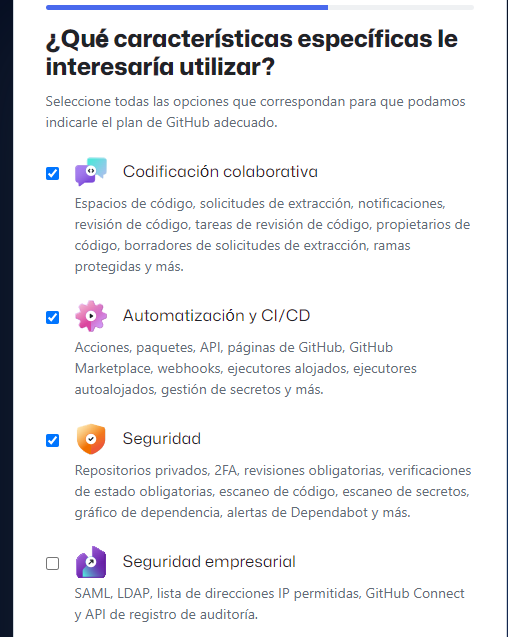 ¿Qué características específicas le
interesaría utilizar?
Seleccione todas las opciones que correspondan para que podamos
indicarle el plan de GitHub adecuado.
Codificación colaborativa
Espacios de código, solicitudes de extracción, notificaciones,
revisión de código, tareas de revisión de código, propietarios de
código, borradores de solicitudes de extracción, ramas
protegidas y más.
Automatización y CI/CD
Acciones, paquetes, API, páginas de GitHub, GitHub
Marketplace, webhooks, ejecutores alojados, ejecutores
autoalojados, gestión de secretos y más.
Seguridad
Repositorios privados, 2FA, revisiones obligatorias, verificaciones
de estado obligatorias, escaneo de código, escaneo de secretos,
gráfico de dependencia, alertas de Dependabot y más.
Seguridad empresarial
SAML, LDAP, lista de direcciones IP permitidas, GitHub Connect
y API de registro de auditoría.